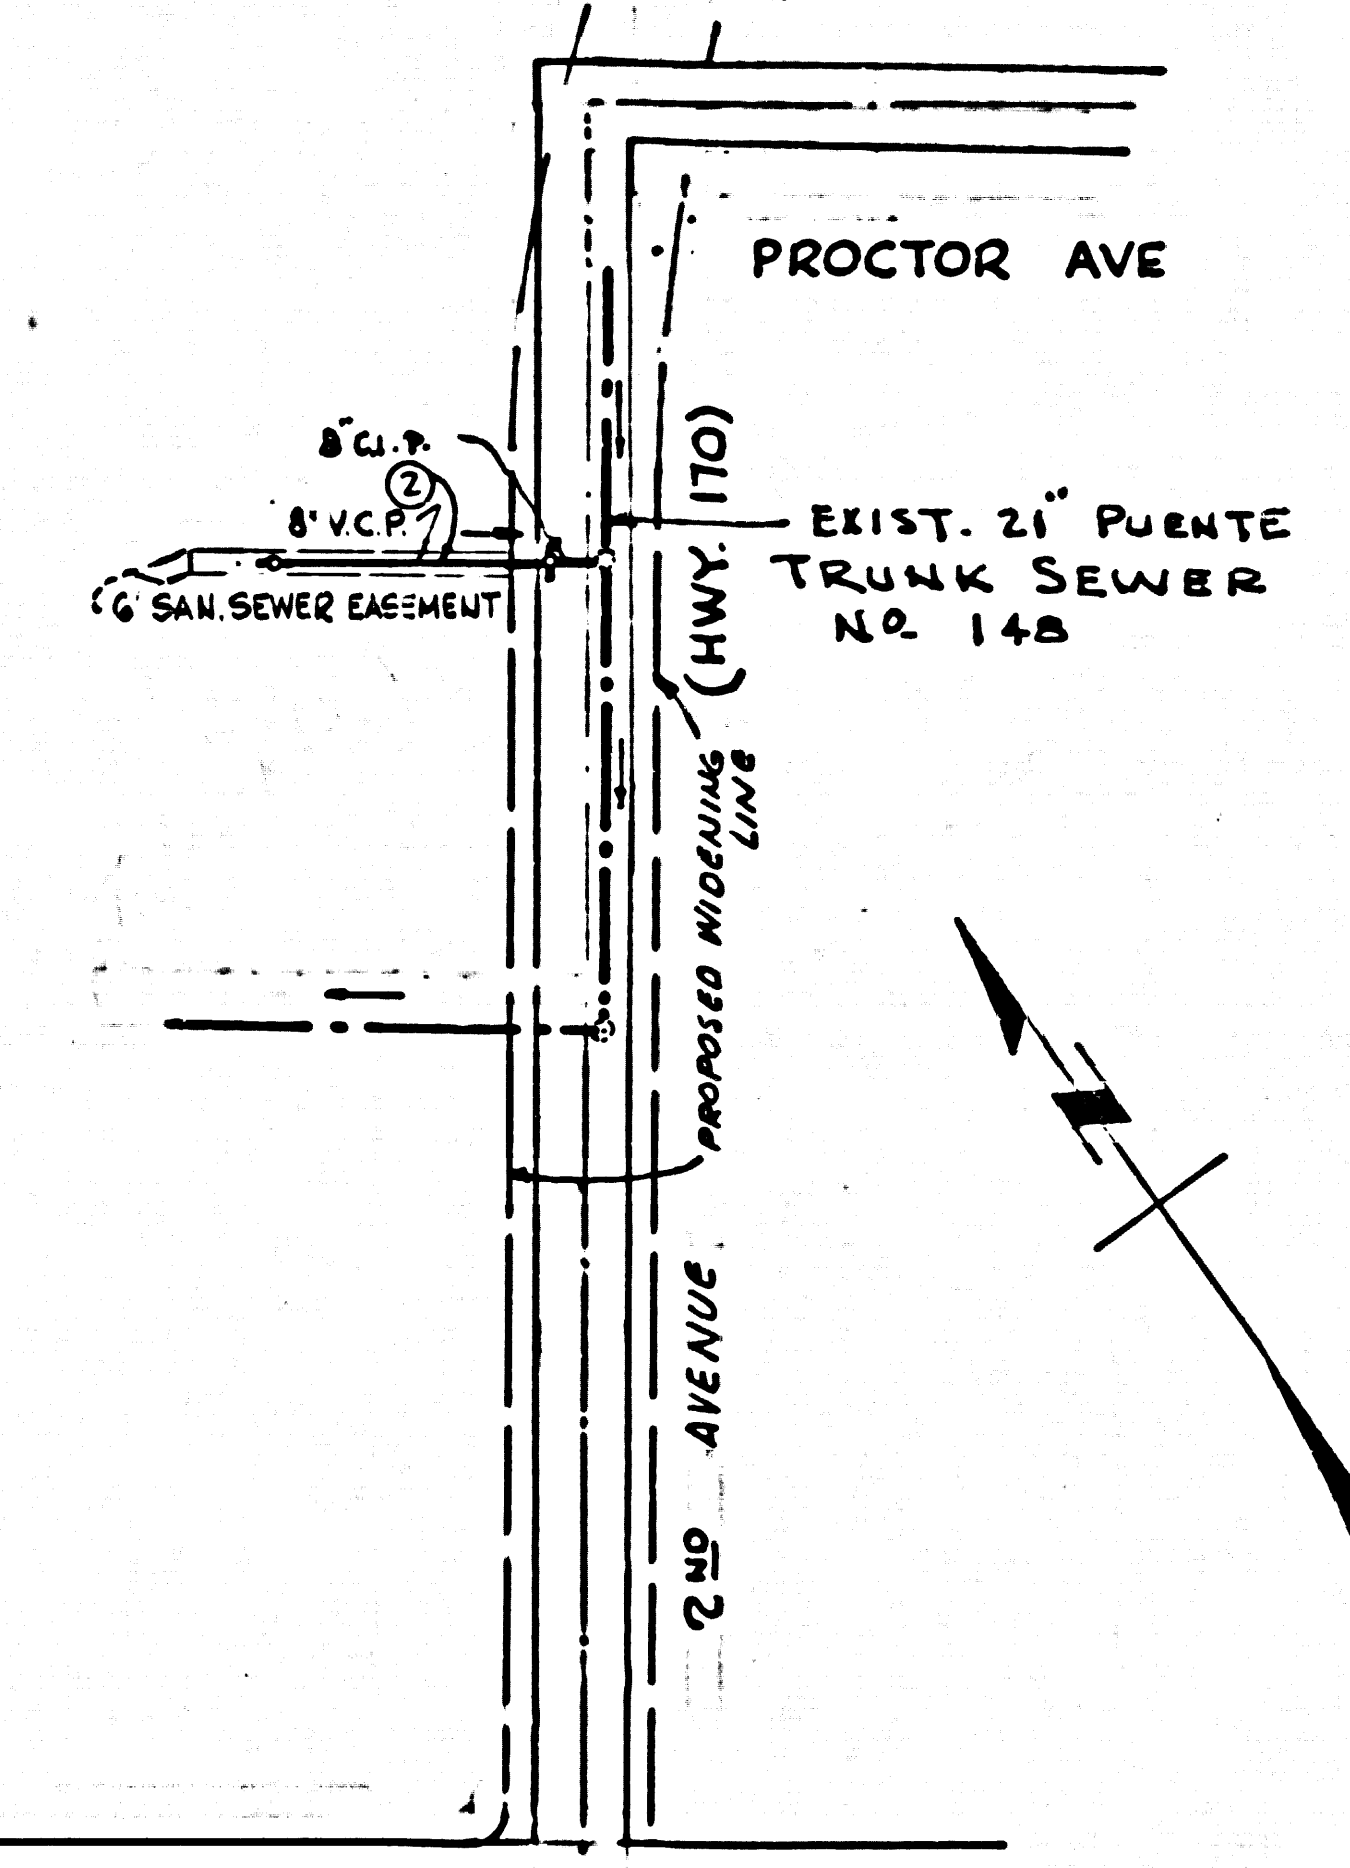 PROCTOR AVE
(HWY. 170)
8" C.I.P.
2
8" V.C.P.
6' SAN. SEWER EASEMENT
EXIST. 21" PUENTE
TRUNK SEWER
NO. 148
PROPOSED WIDENING
LINE
2ND AVENUE
N